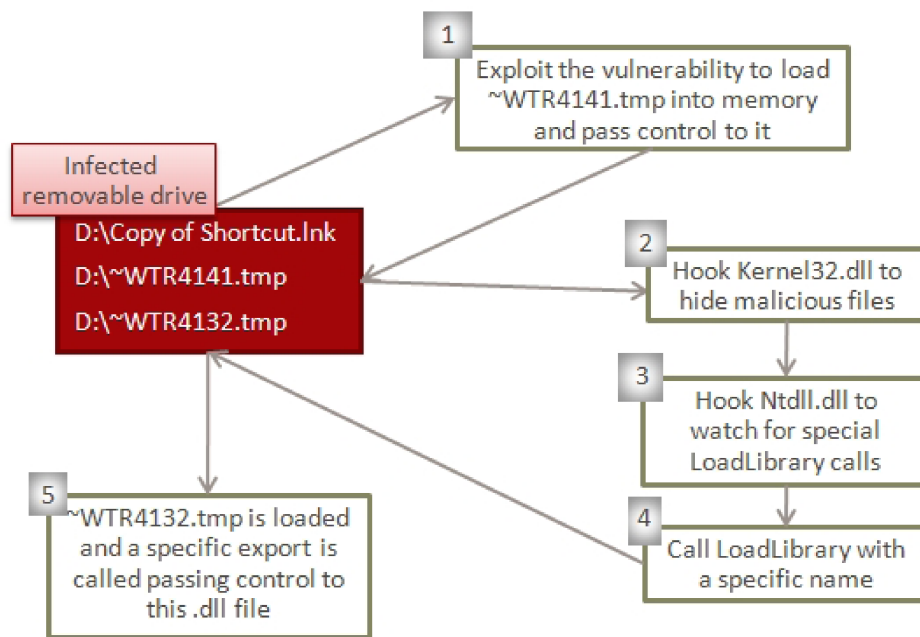 1
Exploit the vulnerability to load
~WTR4141.tmp into memory
and pass control to it
Infected
removable drive
D:\Copy of Shortcut.lnk
D:\~WTR4141.tmp
D:\~WTR4132.tmp
2
Hook Kernel32.dll to
hide malicious files
3
Hook Ntdll.dll to
watch for special
LoadLibrary calls
4
Call LoadLibrary with
a specific name
5
~WTR4132.tmp is loaded
and a specific export is
called passing control to
this .dll file